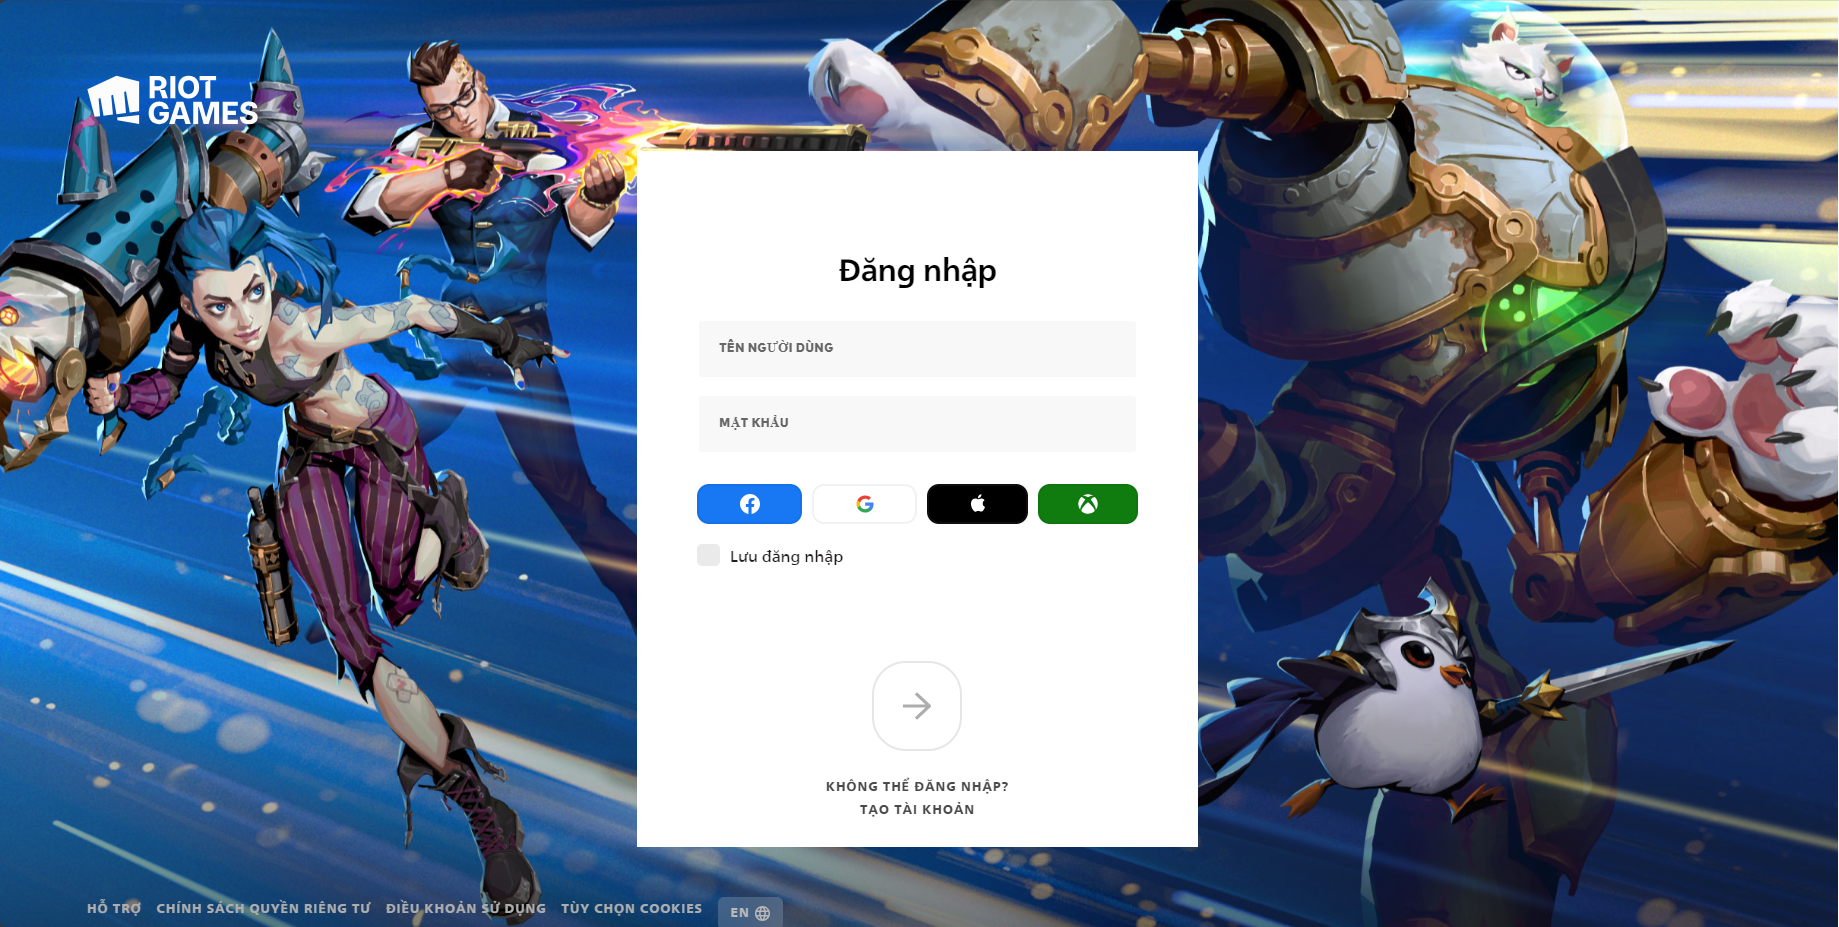 RIOT
GAMES
Đăng nhập
TÊN NGƯỜI DÙNG
MẬT KHẨU
Lưu đăng nhập
KHÔNG THỂ ĐĂNG NHẬP?
TẠO TÀI KHOẢN
HỖ TRỢ CHÍNH SÁCH QUYỀN RIÊNG TƯ ĐIỀU KHOẢN SỬ DỤNG TÙY CHỌN COOKIES EN